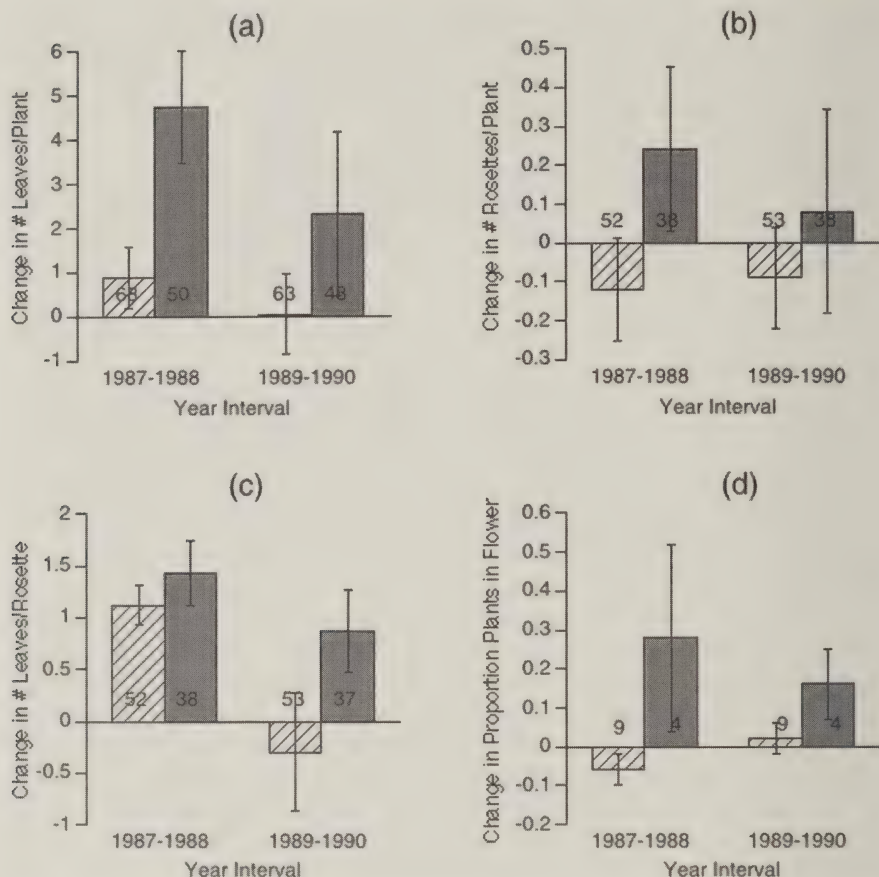 (a)
Change in # Leaves/Plant
6
5
4
3
2
1
0
-1
68 50 63 48
1987-1988 1989-1990
Year Interval
(b)
Change in # Rosettes/Plant
0.5
0.4
0.3
0.2
0.1
0
-0.1
-0.2
-0.3
52 38 53 38
1987-1988 1989-1990
Year Interval
(c)
Change in # Leaves/Rosette
2
1.5
1
0.5
0
-0.5
-1
52 38 53 37
1987-1988 1989-1990
Year Interval
(d)
Change in Proportion Plants in Flower
0.6
0.5
0.4
0.3
0.2
0.1
0
-0.1
-0.2
9 4 9 4
1987-1988 1989-1990
Year Interval